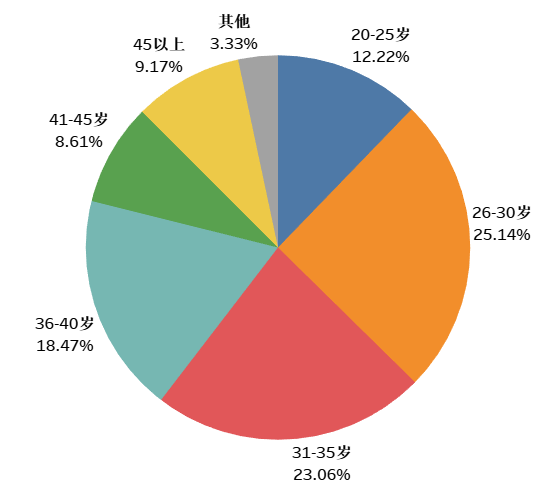 其他
3.33%
20-25岁
12.22%
45以上
9.17%
41-45岁
8.61%
26-30岁
25.14%
36-40岁
18.47%
31-35岁
23.06%